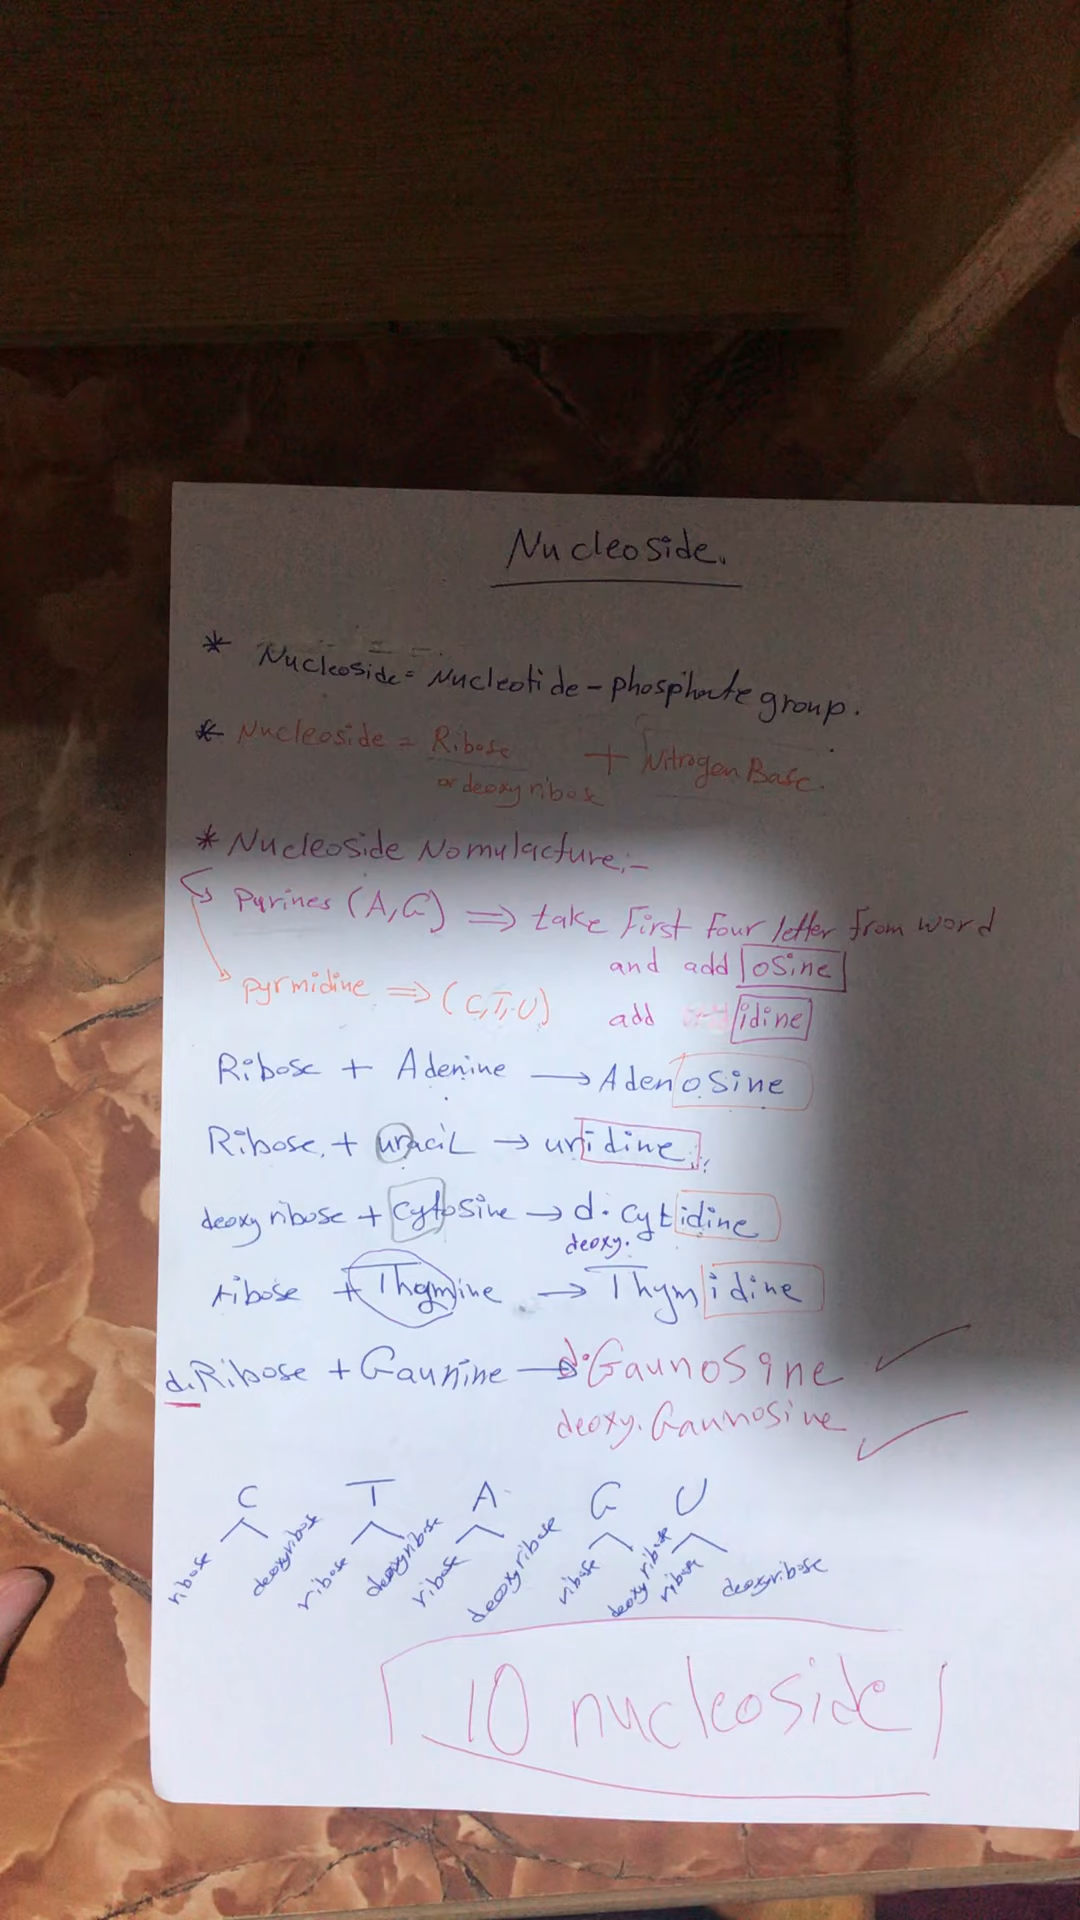 Nucleoside.
* Nucleoside = Nucleotide - phosphate group.
* Nucleoside = Ribose + Nitrogen Base.
or deoxyribose
* Nucleoside Nomulacture:-
Purines (A,G) ⇒ take First Four letter from word
and add osine
pyrmidine ⇒ (C,T,U) add idine
Ribose + Adenine → Adenosine
Ribose + uracil → uridine
deoxy ribose + cytosine → d. cytidine
deoxy.
ribose + Thymine → Thymidine
d.Ribose + Gaunine → d.Gaunosine ✓
deoxy. Gaunosine ✓
C T A G U
ribose deoxyribose ribose deoxyribose ribose deoxyribose ribose deoxyribose ribose deoxyribose
10 nucleoside